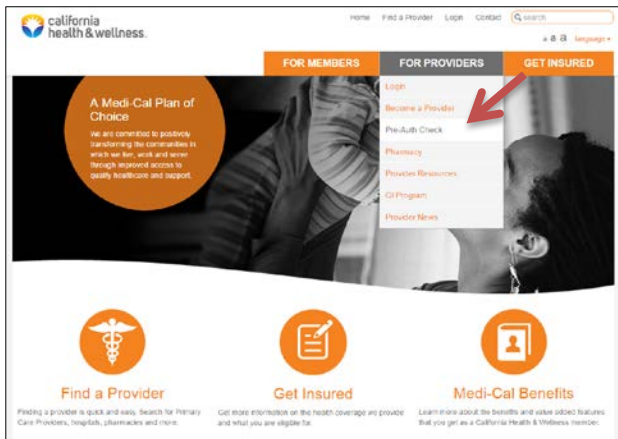 california
health & wellness.
Home Find a Provider Login Contact search
a a a language
FOR MEMBERS FOR PROVIDERS GET INSURED
Login
Become a Provider
Pre-Auth Check
Pharmacy
Provider Resources
QI Program
Provider News
A Medi-Cal Plan of
Choice
We are committed to positively
transforming the communities in
which we live, work and serve
through improved access to
quality healthcare and support.
Find a Provider
Finding a provider is quick and easy. Search for Primary
Care Providers, hospitals, pharmacies and more.
Get Insured
Get more information on the health coverage we provide
and what you are eligible for.
Medi-Cal Benefits
Learn more about the benefits and value added features
that you get as a California Health & Wellness member.